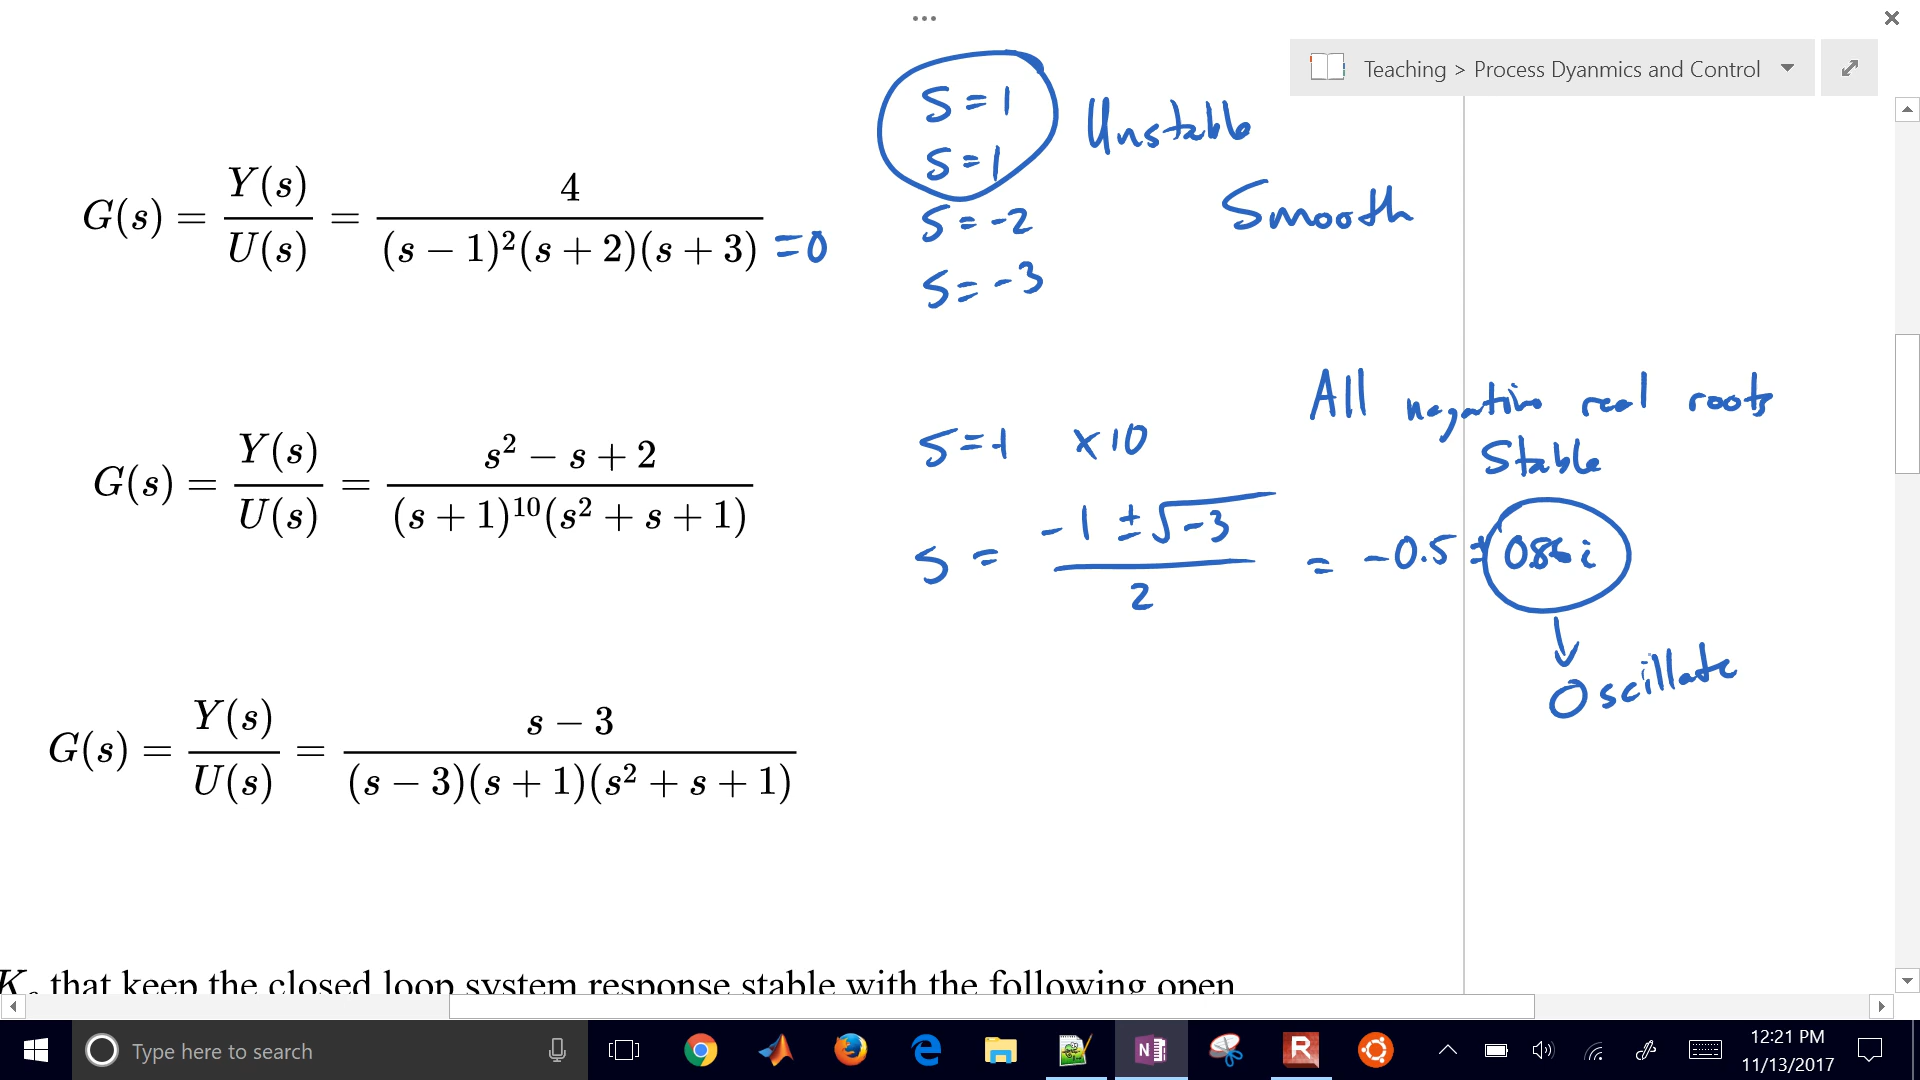 Teaching > Process Dyanmics and Control
S = 1
S = 1
Unstable
Smooth
S = -2
S = -3
G(s) = Y(s)/U(s) = 4/((s − 1)²(s + 2)(s + 3)) = 0
All negative real roots
Stable
S = -1 x10
G(s) = Y(s)/U(s) = (s² − s + 2)/((s + 1)¹⁰(s² + s + 1))
S = (-1 ± √-3)/2 = -0.5 ± 0.86 i
Oscillate
G(s) = Y(s)/U(s) = (s − 3)/((s − 3)(s + 1)(s² + s + 1))
K_c that keep the closed loop system response stable with the following open
Type here to search
12:21 PM
11/13/2017